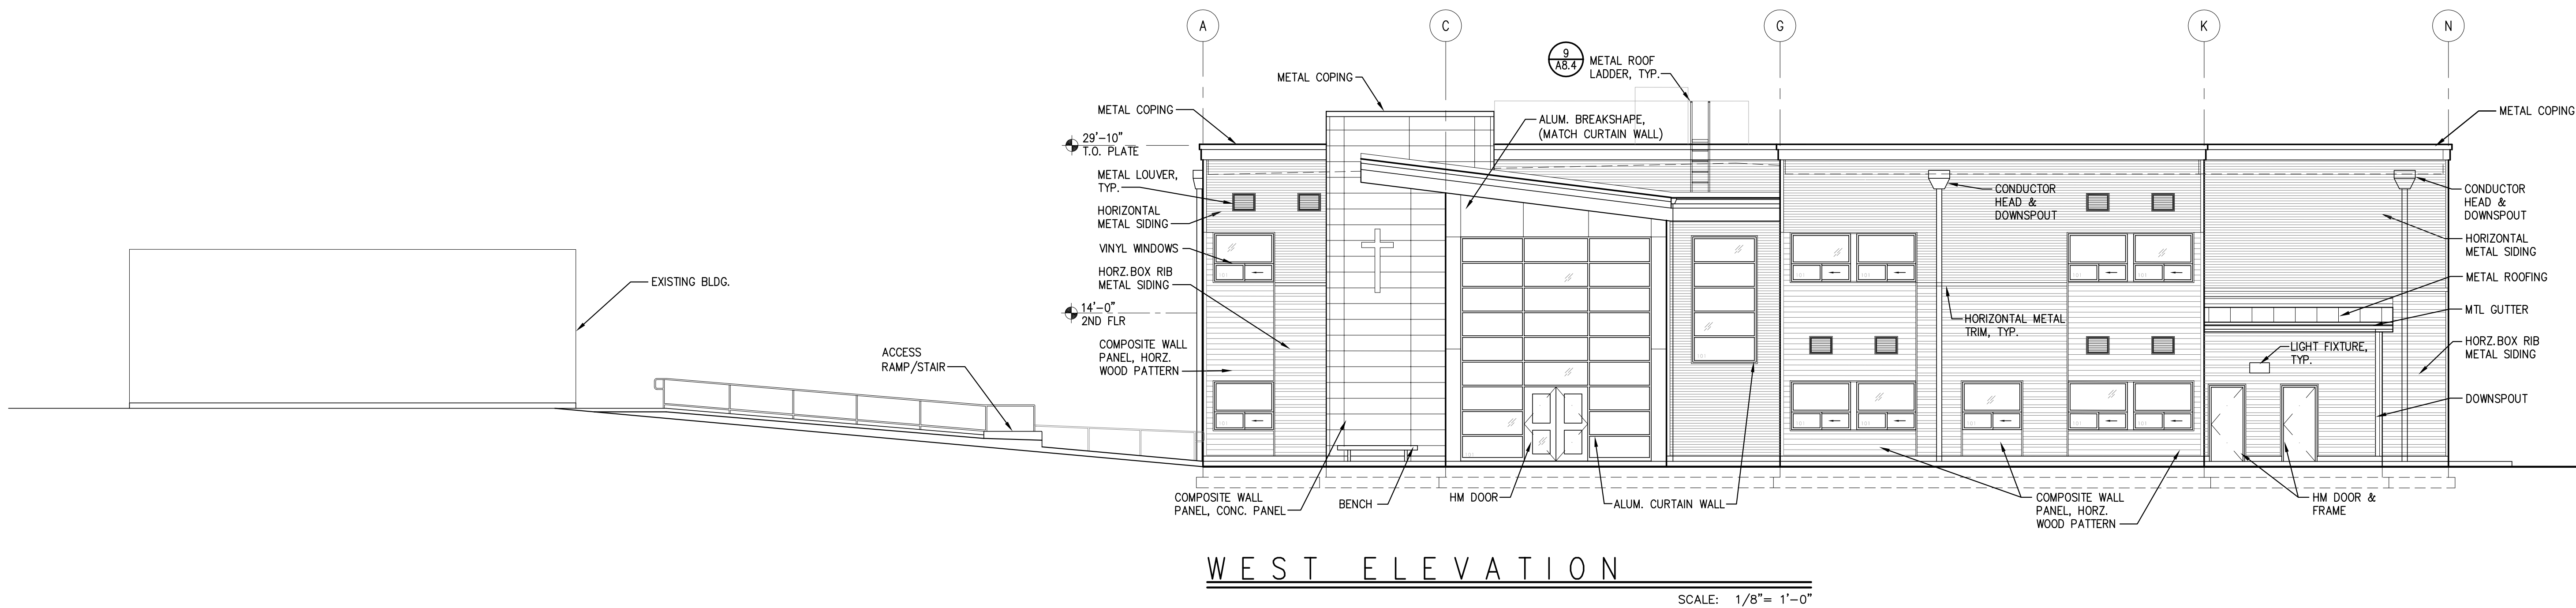 A
C
G
K
N
9
A8.4
METAL ROOF
LADDER, TYP.
METAL COPING
METAL COPING
METAL COPING
ALUM. BREAKSHAPE,
(MATCH CURTAIN WALL)
29'-10"
T.O. PLATE
METAL LOUVER,
TYP.
HORIZONTAL
METAL SIDING
VINYL WINDOWS
HORZ.BOX RIB
METAL SIDING
14'-0"
2ND FLR
COMPOSITE WALL
PANEL, HORZ.
WOOD PATTERN
EXISTING BLDG.
ACCESS
RAMP/STAIR
CONDUCTOR
HEAD &
DOWNSPOUT
CONDUCTOR
HEAD &
DOWNSPOUT
HORIZONTAL
METAL SIDING
METAL ROOFING
MTL GUTTER
HORIZONTAL METAL
TRIM, TYP.
LIGHT FIXTURE,
TYP.
HORZ.BOX RIB
METAL SIDING
DOWNSPOUT
COMPOSITE WALL
PANEL, CONC. PANEL
BENCH
HM DOOR
ALUM. CURTAIN WALL
COMPOSITE WALL
PANEL, HORZ.
WOOD PATTERN
HM DOOR &
FRAME
WEST ELEVATION
SCALE: 1/8"= 1'-0"